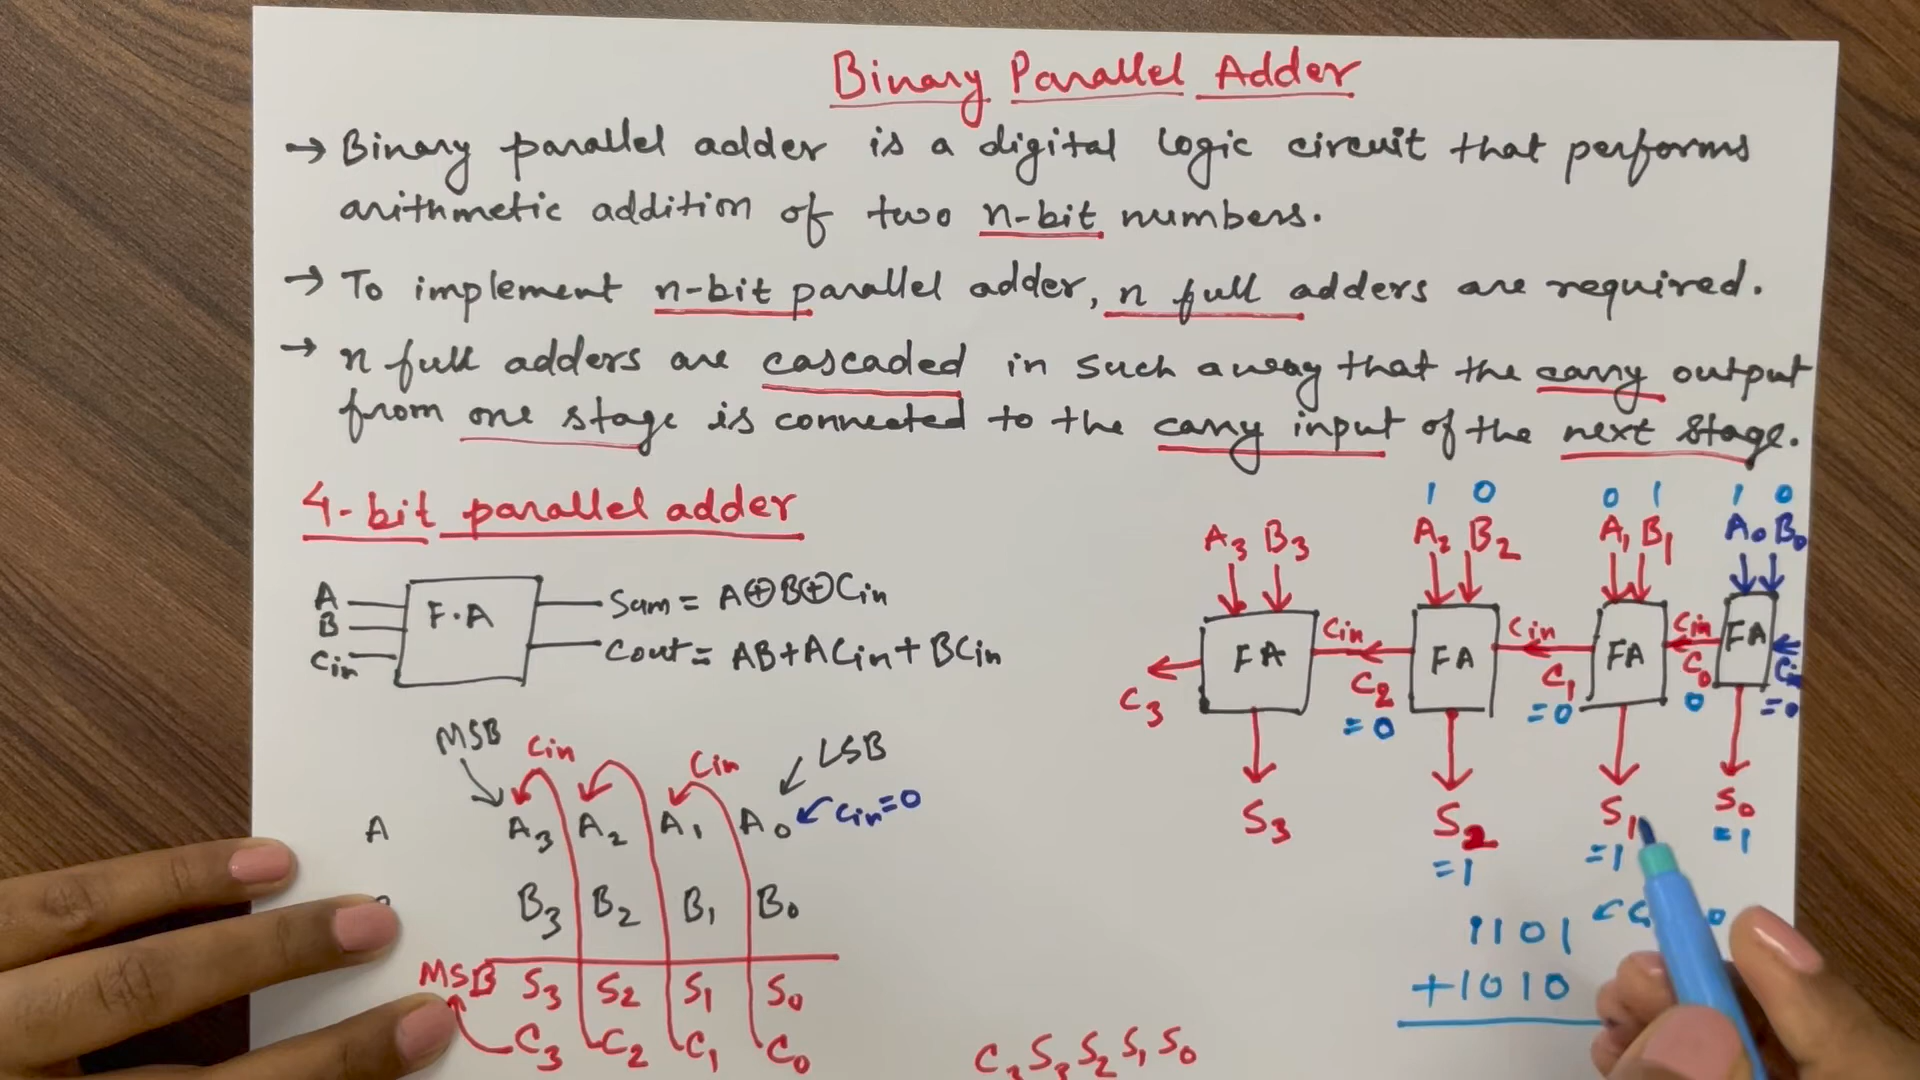 Binary Parallel Adder
→ Binary parallel adder is a digital logic circuit that performs
arithmetic addition of two n-bit numbers.
→ To implement n-bit parallel adder, n full adders are required.
→ n full adders are cascaded in such away that the carry output
from one stage is connected to the carry input of the next stage.
4-bit parallel adder
A
B
Cin
F.A
Sum = A⊕B⊕Cin
Cout = AB+ACin+BCin
1 0 0 1 1 0
A3 B3 A2 B2 A1 B1 A0 B0
FA Cin FA Cin FA Cin FA
C3 C2 C1 C0
=0 =0 0 =0
S3 S2 S1 S0
=1 =1 =1
MSB Cin Cin LSB
A A3 A2 A1 A0 Cin=0
B3 B2 B1 B0
MSB S3 S2 S1 S0
C3 C2 C1 C0
1101
+1010
C3 S3 S2 S1 S0